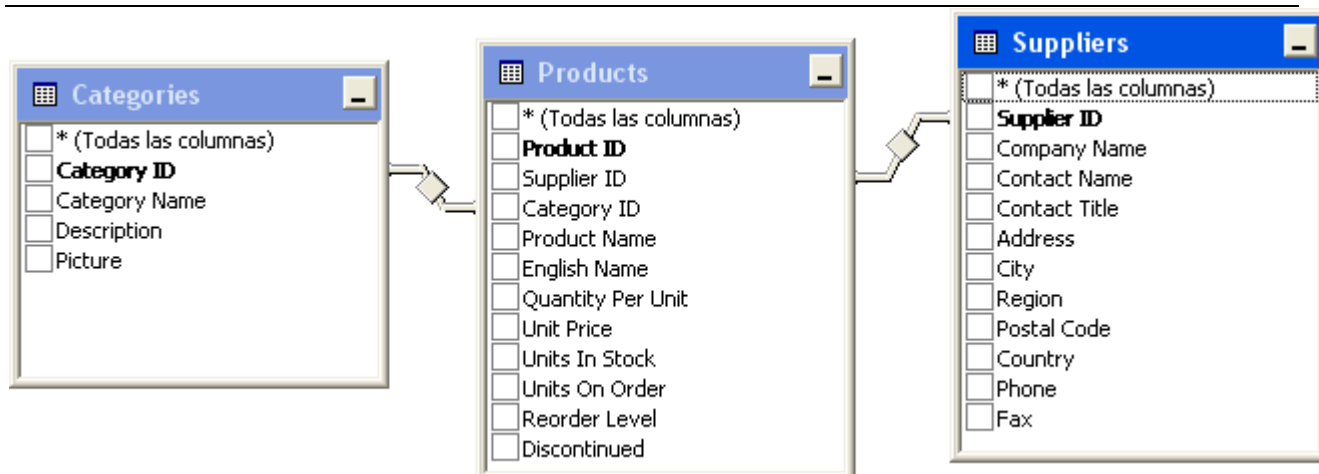 Categories
* (Todas las columnas)
Category ID
Category Name
Description
Picture
Products
* (Todas las columnas)
Product ID
Supplier ID
Category ID
Product Name
English Name
Quantity Per Unit
Unit Price
Units In Stock
Units On Order
Reorder Level
Discontinued
Suppliers
* (Todas las columnas)
Supplier ID
Company Name
Contact Name
Contact Title
Address
City
Region
Postal Code
Country
Phone
Fax